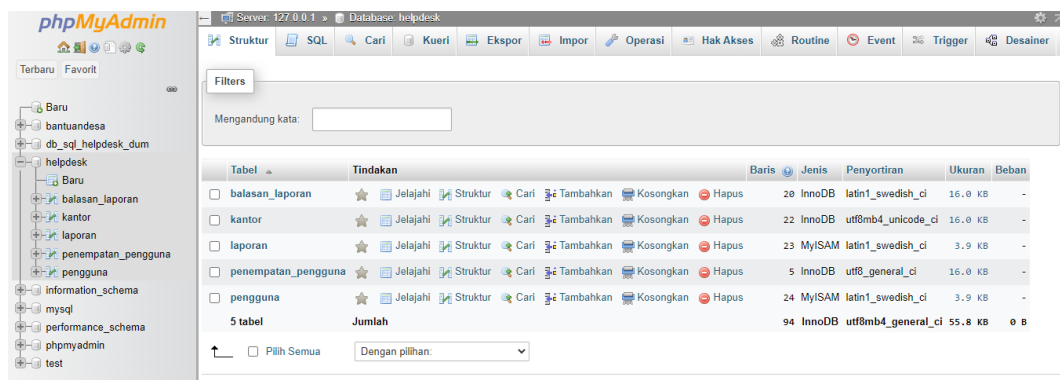 phpMyAdmin
Terbaru Favorit
Baru
bantuandesa
db_sql_helpdesk_dum
helpdesk
Baru
balasan_laporan
kantor
laporan
penempatan_pengguna
pengguna
information_schema
mysql
performance_schema
phpmyadmin
test
Server: 127.0.0.1 » Database: helpdesk
Struktur SQL Cari Kueri Ekspor Impor Operasi Hak Akses Routine Event Trigger Desainer
Filters
Mengandung kata:
Tabel Tindakan Baris Jenis Penyortiran Ukuran Beban
balasan_laporan Jelajahi Struktur Cari Tambahkan Kosongkan Hapus 20 InnoDB latin1_swedish_ci 16.0 KB -
kantor Jelajahi Struktur Cari Tambahkan Kosongkan Hapus 22 InnoDB utf8mb4_unicode_ci 16.0 KB -
laporan Jelajahi Struktur Cari Tambahkan Kosongkan Hapus 23 MyISAM latin1_swedish_ci 3.9 KB -
penempatan_pengguna Jelajahi Struktur Cari Tambahkan Kosongkan Hapus 5 InnoDB utf8_general_ci 16.0 KB -
pengguna Jelajahi Struktur Cari Tambahkan Kosongkan Hapus 24 MyISAM latin1_swedish_ci 3.9 KB -
5 tabel Jumlah 94 InnoDB utf8mb4_general_ci 55.8 KB 0 B
Pilih Semua Dengan pilihan: